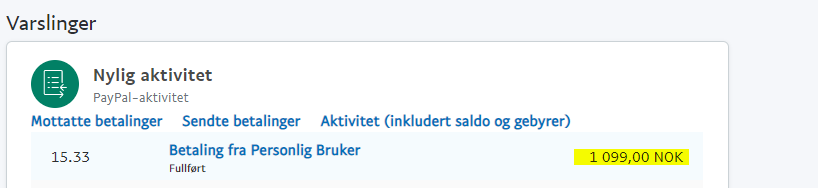 Varslinger
Nylig aktivitet
PayPal-aktivitet
Mottatte betalinger Sendte betalinger Aktivitet (inkludert saldo og gebyrer)
15.33 Betaling fra Personlig Bruker 1 099,00 NOK
Fullført